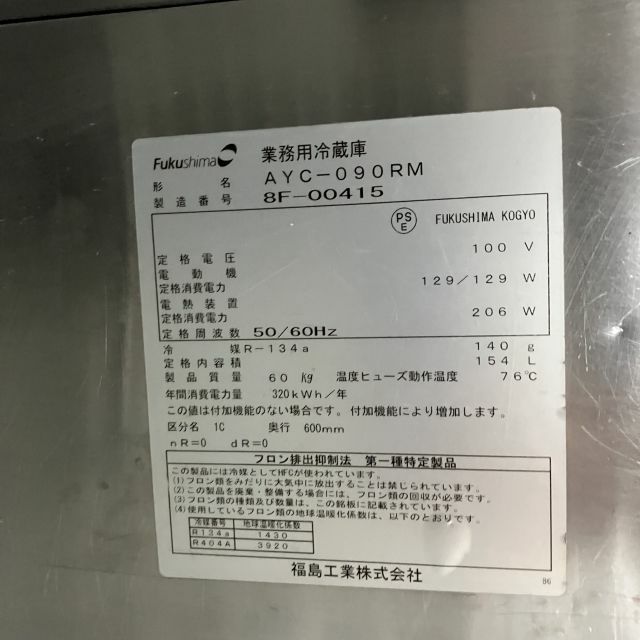 Fukushima 業務用冷蔵庫
形名 AYC-090RM
製造番号 8F-00415
PSE FUKUSHIMA KOGYO
定格電圧 100 V
電動機
定格消費電力 129/129 W
電熱装置
定格消費電力 206 W
定格周波数 50/60Hz
冷媒 R-134a 140 g
定格内容積 154 L
製品質量 60 kg 温度ヒューズ動作温度 76℃
年間消費電力量 320kWh/年
この値は付加機能のない場合です。付加機能により増加します。
区分名 1C 奥行 600mm
nR=0 dR=0
フロン排出抑制法 第一種特定製品
この製品には冷媒としてHFCが使われています。
(1)フロン類をみだりに大気中に放出することは禁じられています。
(2)この製品を廃棄・整備する場合には、フロン類の回収が必要です。
(3)フロン類の種類及び数量は、この銘板に記載されています。
(4)使用しているフロン類の地球温暖化係数は、以下のとおりです。
冷媒番号 地球温暖化係数
R134a 1430
R404A 3920
福島工業株式会社
B6